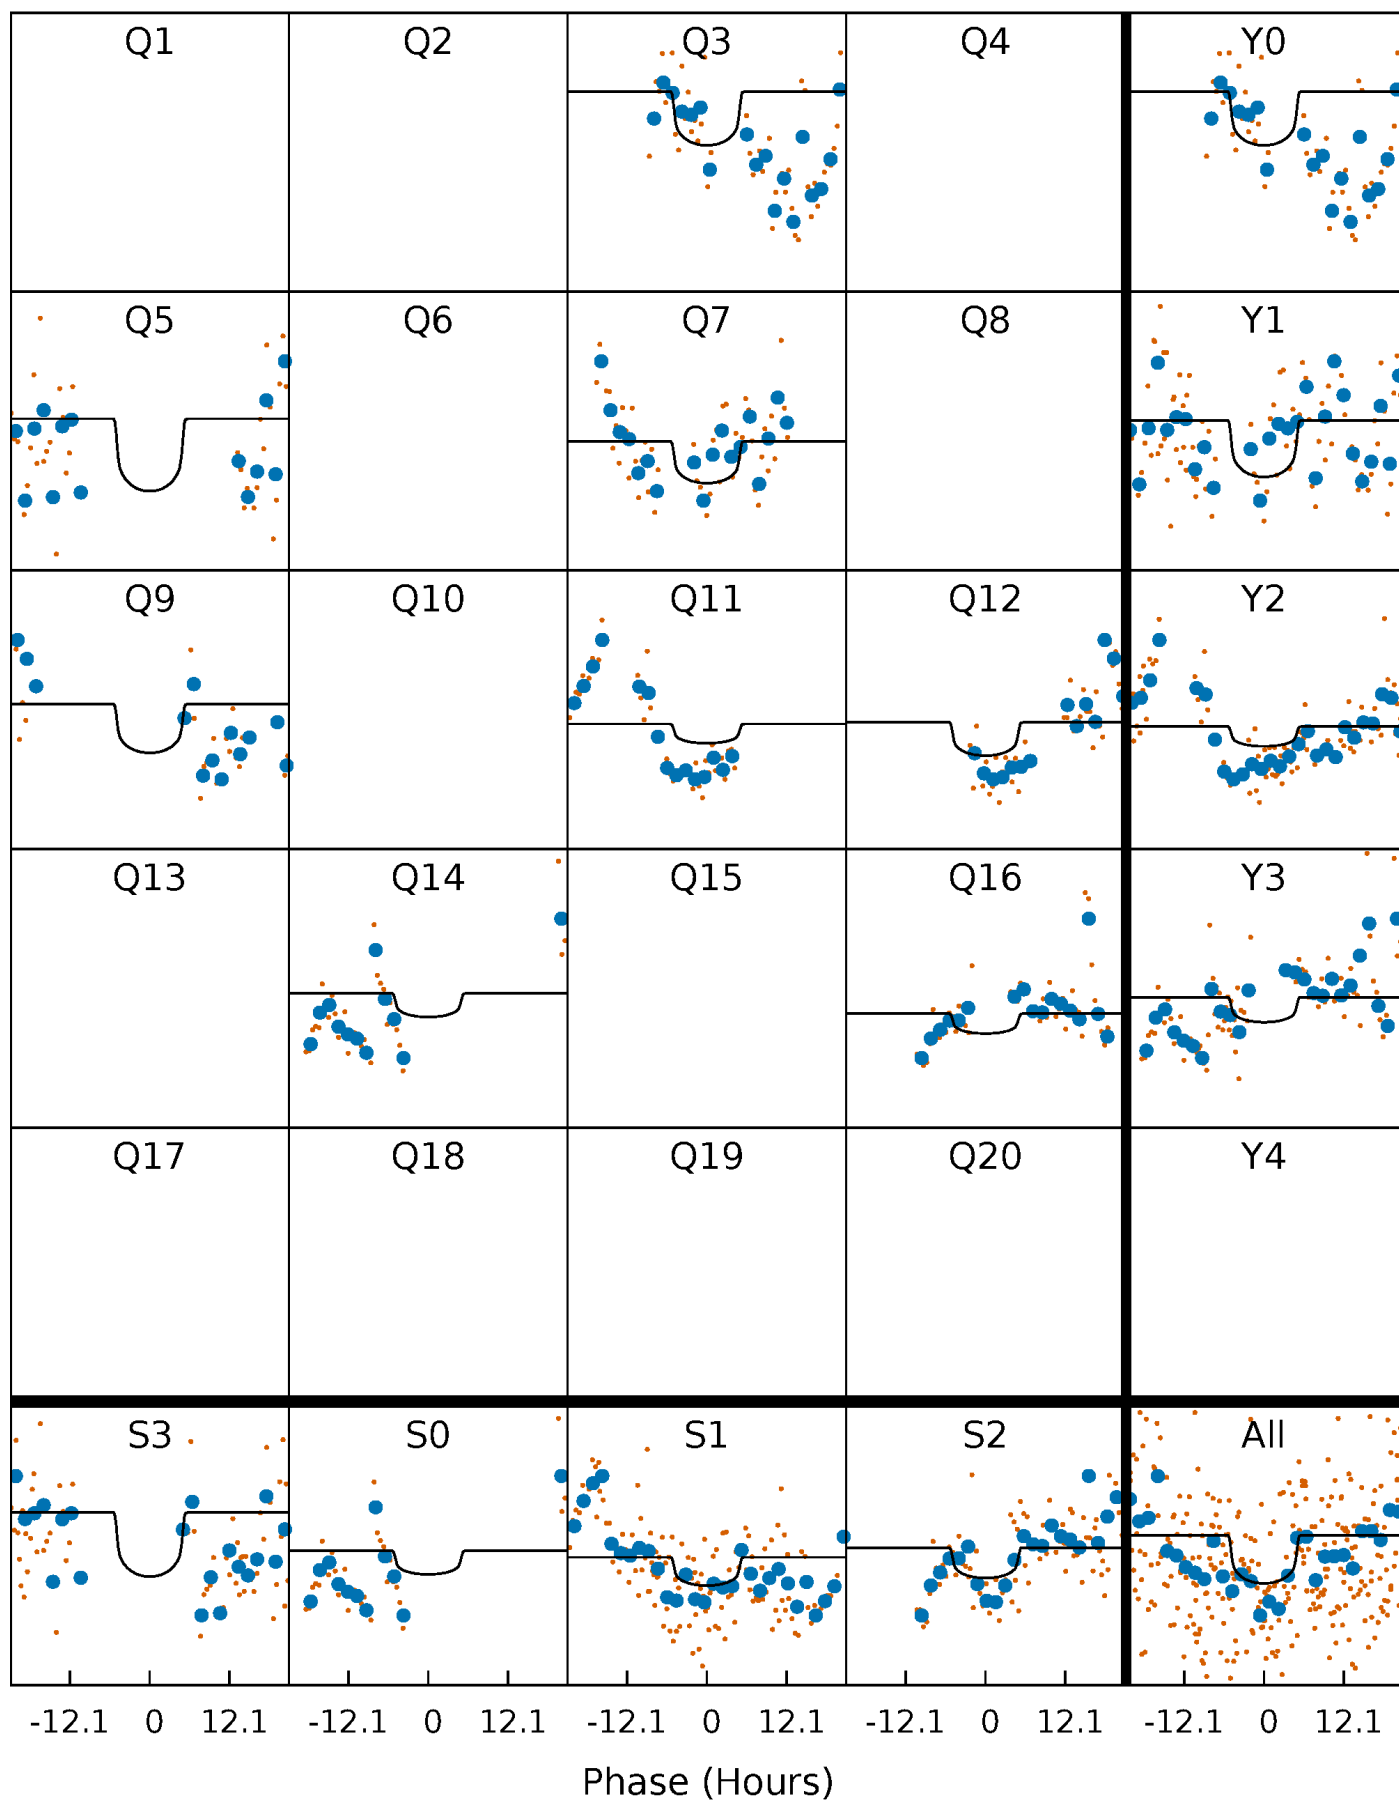 Q1 Q2 Q3 Q4 Y0
Q5 Q6 Q7 Q8 Y1
Q9 Q10 Q11 Q12 Y2
Q13 Q14 Q15 Q16 Y3
Q17 Q18 Q19 Q20 Y4
S3 S0 S1 S2 All
-12.1 0 12.1 -12.1 0 12.1 -12.1 0 12.1 -12.1 0 12.1 -12.1 0 12.1
Phase (Hours)